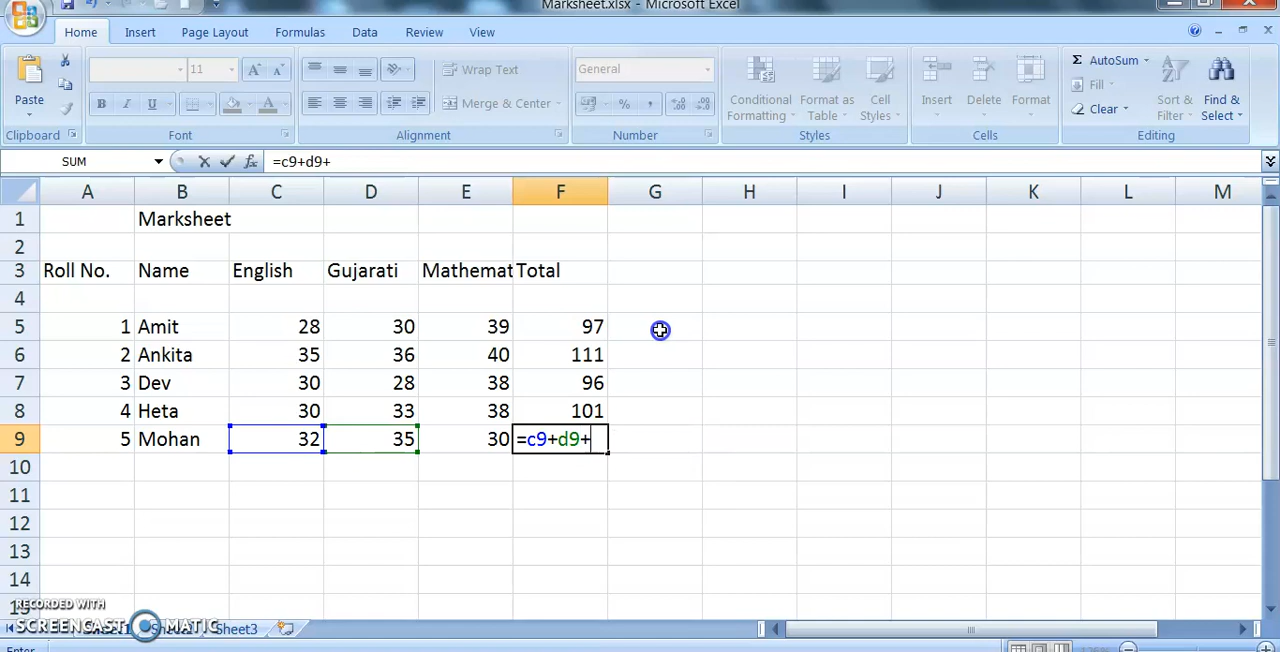 Marksheet.xlsx - Microsoft Excel
Home Insert Page Layout Formulas Data Review View
Paste
Clipboard
11
B I U
Font
Wrap Text
Merge & Center
Alignment
General
% ,
Number
Conditional Formatting
Format as Table
Cell Styles
Styles
Insert Delete Format
Cells
Σ AutoSum
Fill
Clear
Sort & Filter
Find & Select
Editing
SUM fx =c9+d9+
A B C D E F G H I J K L M
1 Marksheet
2
3 Roll No. Name English Gujarati Mathemat Total
4
5 1 Amit 28 30 39 97
6 2 Ankita 35 36 40 111
7 3 Dev 30 28 38 96
8 4 Heta 30 33 38 101
9 5 Mohan 32 35 30 =c9+d9+
10
11
12
13
14
RECORDED WITH
SCREENCAST MATIC
Sheet3